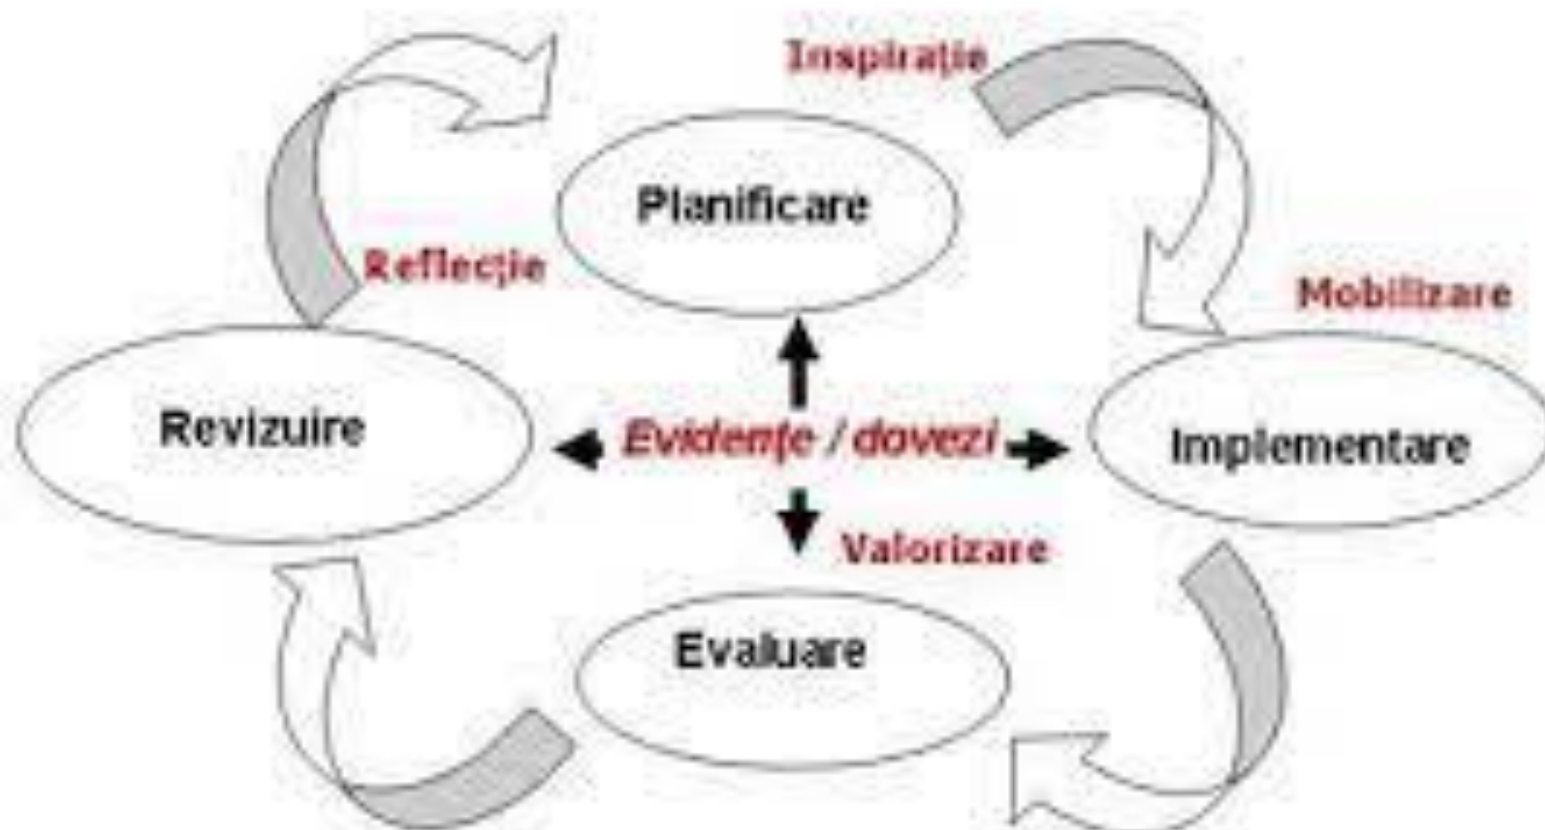 Inspirație
Planificare
Reflecție
Mobilizare
Revizuire
Evidențe / dovezi
Implementare
Valorizare
Evaluare